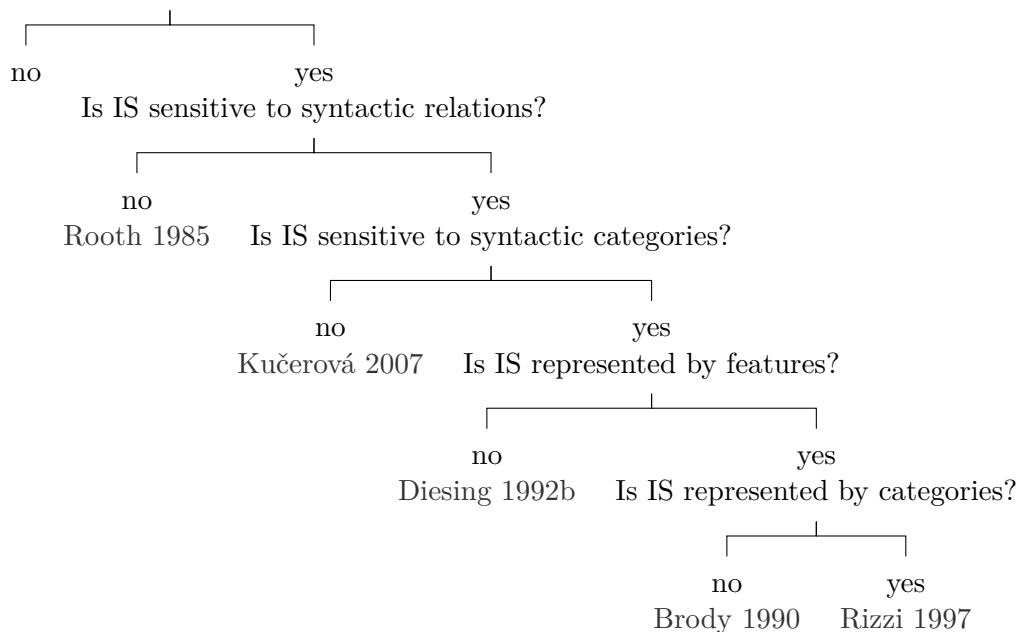 no yes
Is IS sensitive to syntactic relations?
no yes
Rooth 1985 Is IS sensitive to syntactic categories?
no yes
Kučerová 2007 Is IS represented by features?
no yes
Diesing 1992b Is IS represented by categories?
no yes
Brody 1990 Rizzi 1997